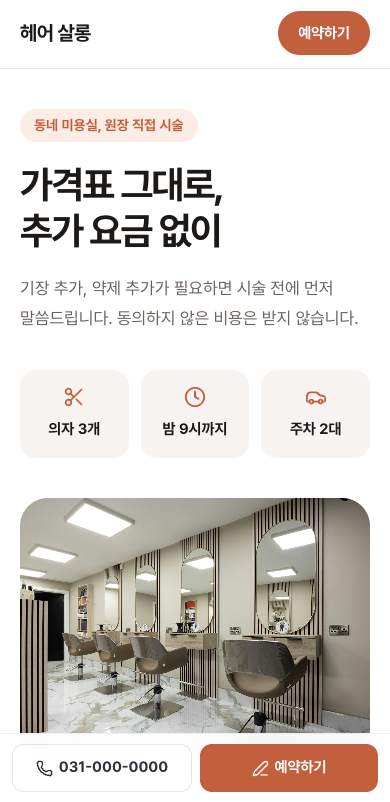 헤어 살롱
예약하기
동네 미용실, 원장 직접 시술
가격표 그대로,
추가 요금 없이
기장 추가, 약제 추가가 필요하면 시술 전에 먼저
말씀드립니다. 동의하지 않은 비용은 받지 않습니다.
의자 3개
밤 9시까지
주차 2대
031-000-0000
예약하기